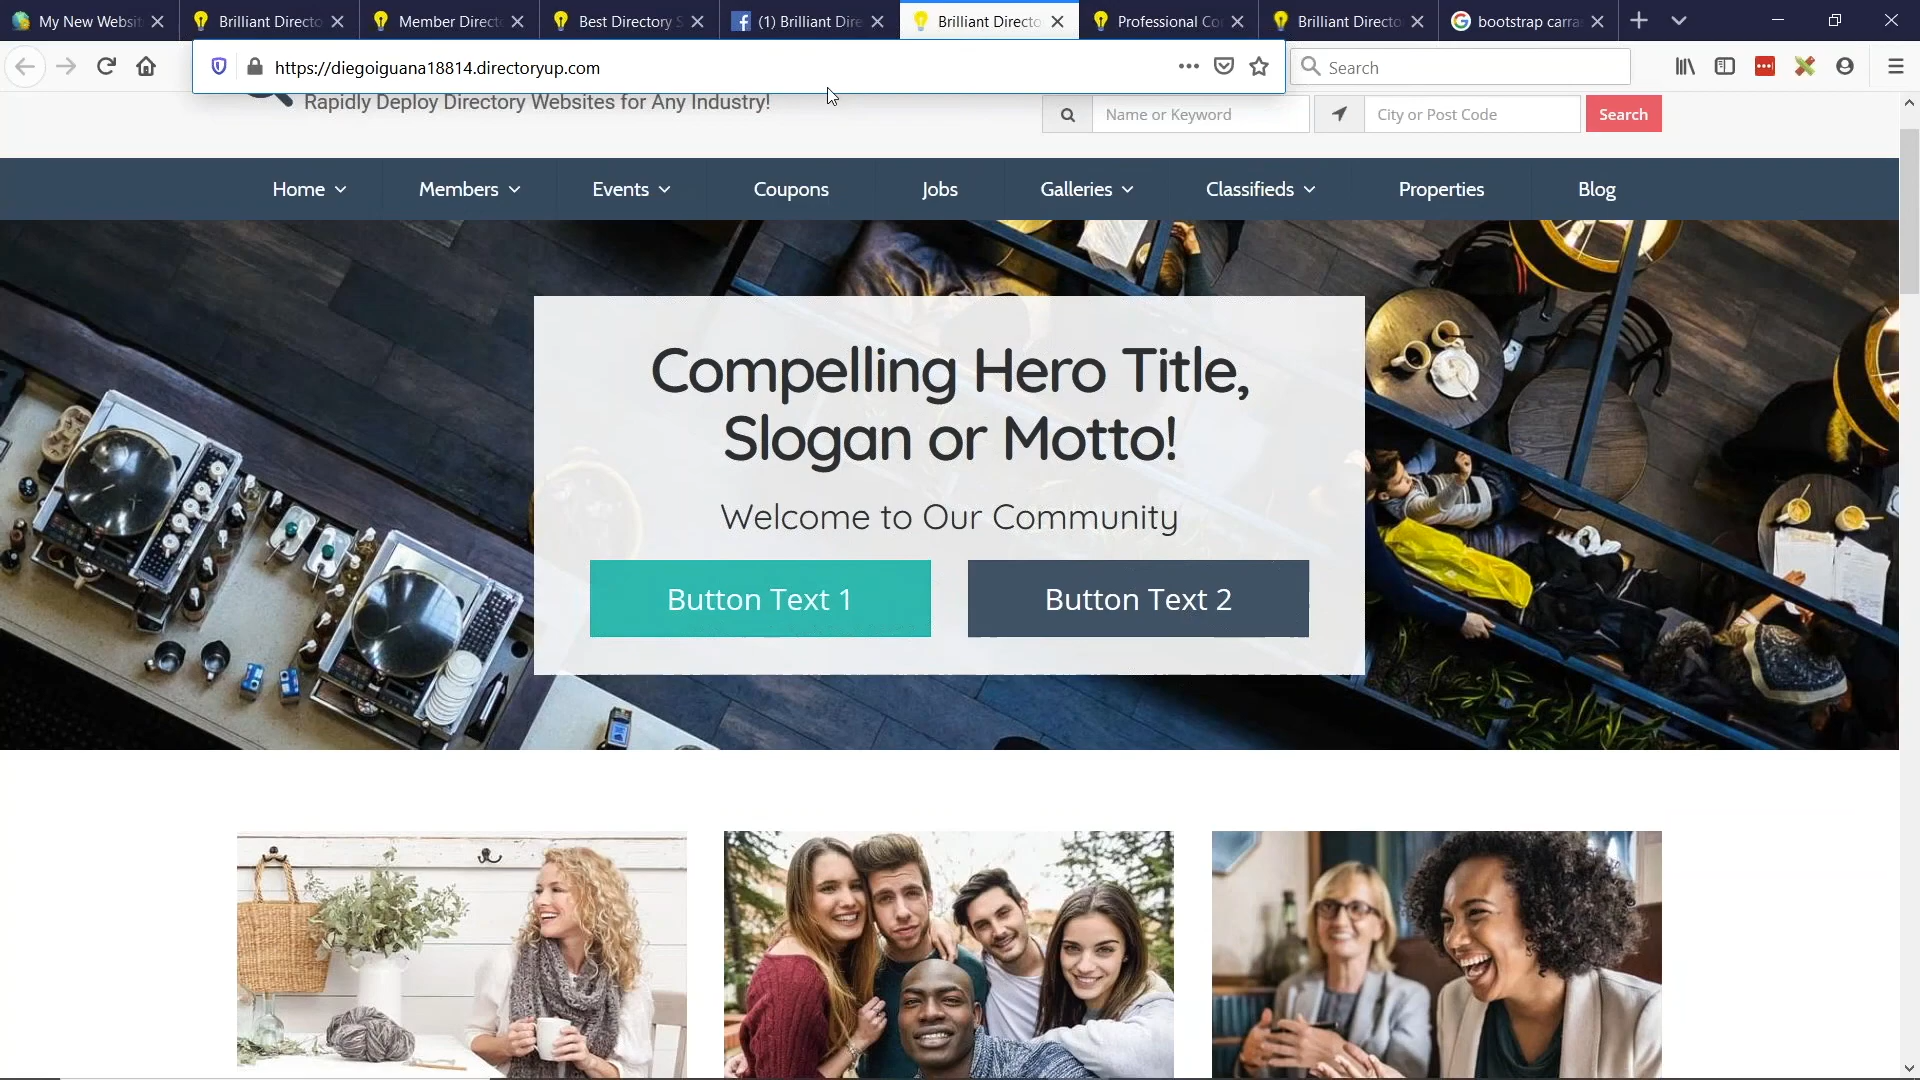 My New Websit
Brilliant Directo
Member Directo
Best Directory S
(1) Brilliant Dire
Brilliant Directo
Professional Co
Brilliant Directo
bootstrap carra
https://diegoiguana18814.directoryup.com
Search
Rapidly Deploy Directory Websites for Any Industry!
Name or Keyword
City or Post Code
Search
Home
Members
Events
Coupons
Jobs
Galleries
Classifieds
Properties
Blog
Compelling Hero Title,
Slogan or Motto!
Welcome to Our Community
Button Text 1
Button Text 2